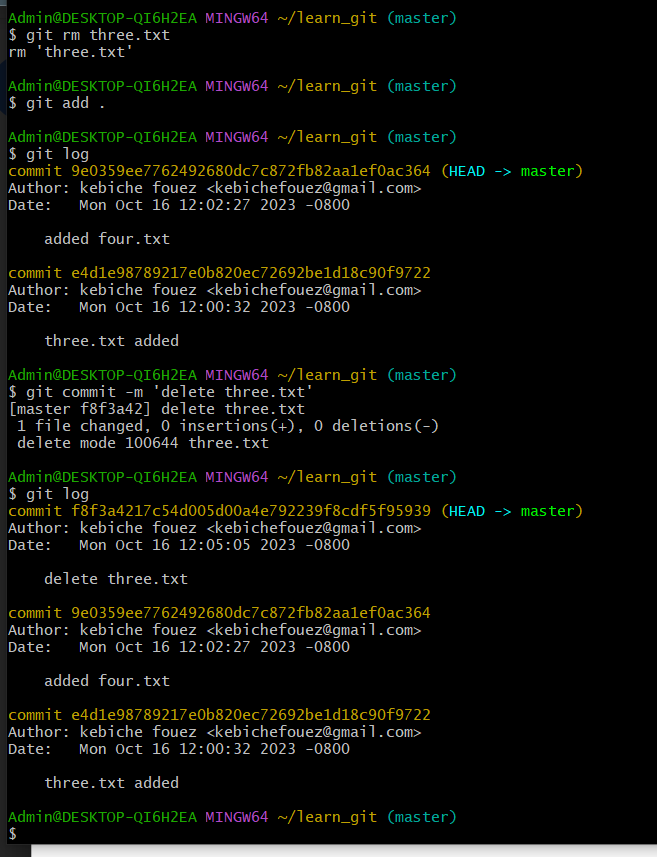 Admin@DESKTOP-QI6H2EA MINGW64 ~/learn_git (master)
$ git rm three.txt
rm 'three.txt'
Admin@DESKTOP-QI6H2EA MINGW64 ~/learn_git (master)
$ git add .
Admin@DESKTOP-QI6H2EA MINGW64 ~/learn_git (master)
$ git log
commit 9e0359ee7762492680dc7c872fb82aa1ef0ac364 (HEAD -> master)
Author: kebiche fouez <kebichefouez@gmail.com>
Date:   Mon Oct 16 12:02:27 2023 -0800
    added four.txt
commit e4d1e98789217e0b820ec72692be1d18c90f9722
Author: kebiche fouez <kebichefouez@gmail.com>
Date:   Mon Oct 16 12:00:32 2023 -0800
    three.txt added
Admin@DESKTOP-QI6H2EA MINGW64 ~/learn_git (master)
$ git commit -m 'delete three.txt'
[master f8f3a42] delete three.txt
 1 file changed, 0 insertions(+), 0 deletions(-)
 delete mode 100644 three.txt
Admin@DESKTOP-QI6H2EA MINGW64 ~/learn_git (master)
$ git log
commit f8f3a4217c54d005d00a4e792239f8cdf5f95939 (HEAD -> master)
Author: kebiche fouez <kebichefouez@gmail.com>
Date:   Mon Oct 16 12:05:05 2023 -0800
    delete three.txt
commit 9e0359ee7762492680dc7c872fb82aa1ef0ac364
Author: kebiche fouez <kebichefouez@gmail.com>
Date:   Mon Oct 16 12:02:27 2023 -0800
    added four.txt
commit e4d1e98789217e0b820ec72692be1d18c90f9722
Author: kebiche fouez <kebichefouez@gmail.com>
Date:   Mon Oct 16 12:00:32 2023 -0800
    three.txt added
Admin@DESKTOP-QI6H2EA MINGW64 ~/learn_git (master)
$